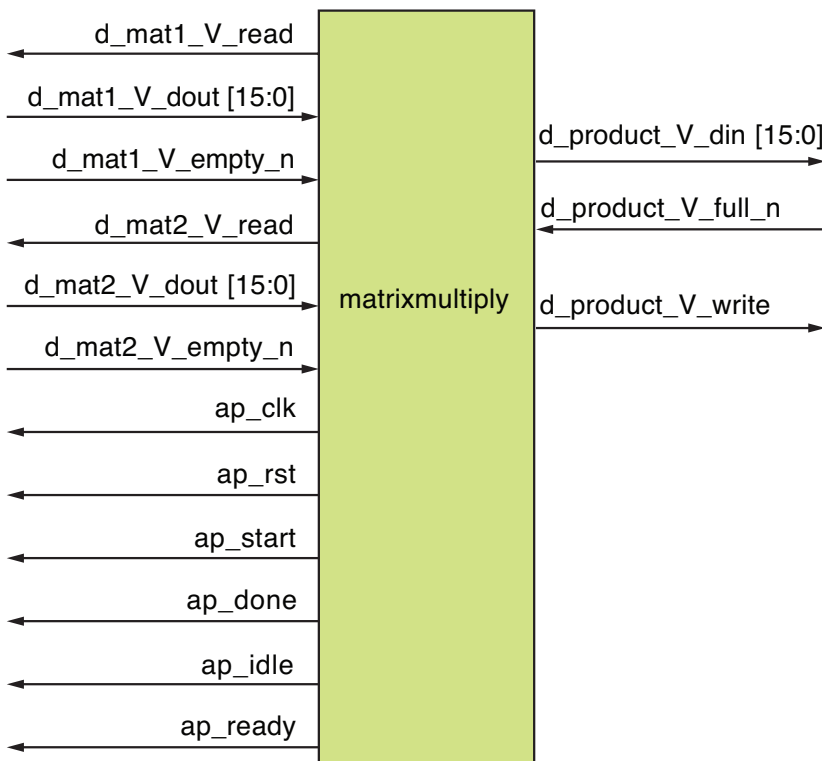 d_mat1_V_read
d_mat1_V_dout [15:0]
d_mat1_V_empty_n
d_mat2_V_read
d_mat2_V_dout [15:0]
d_mat2_V_empty_n
ap_clk
ap_rst
ap_start
ap_done
ap_idle
ap_ready
matrixmultiply
d_product_V_din [15:0]
d_product_V_full_n
d_product_V_write